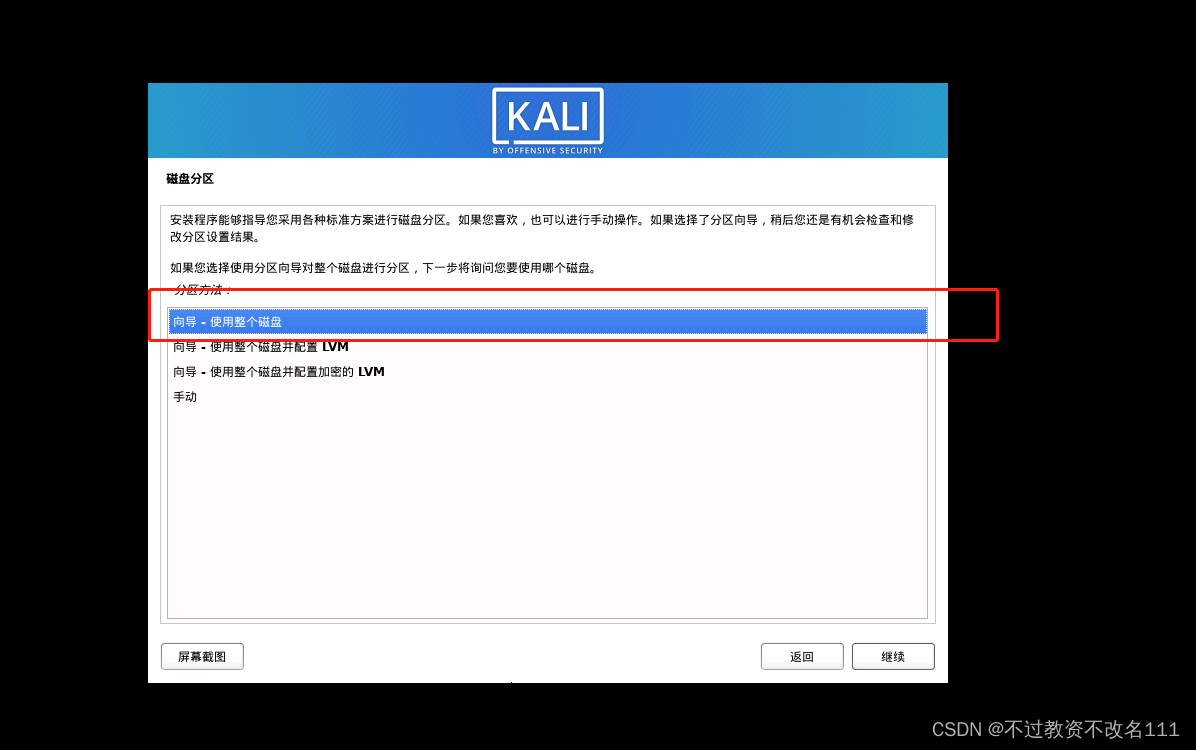 KALI
BY OFFENSIVE SECURITY
磁盘分区
安装程序能够指导您采用各种标准方案进行磁盘分区。如果您喜欢，也可以进行手动操作。如果选择了分区向导，稍后您还是有机会检查和修
改分区设置结果。
如果您选择使用分区向导对整个磁盘进行分区，下一步将询问您要使用哪个磁盘。
分区方法：
向导 - 使用整个磁盘
向导 - 使用整个磁盘并配置 LVM
向导 - 使用整个磁盘并配置加密的 LVM
手动
屏幕截图
返回
继续
CSDN @不过教资不改名111